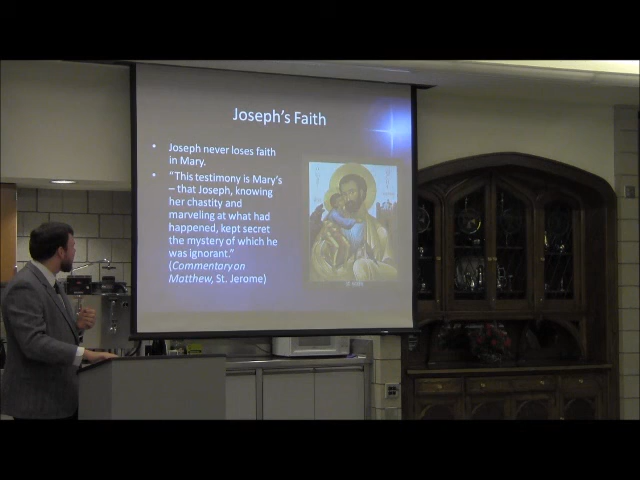 Joseph's Faith
• Joseph never loses faith
in Mary.
• "This testimony is Mary's
– that Joseph, knowing
her chastity and
marveling at what had
happened, kept secret
the mystery of which he
was ignorant."
(Commentary on
Matthew, St. Jerome)